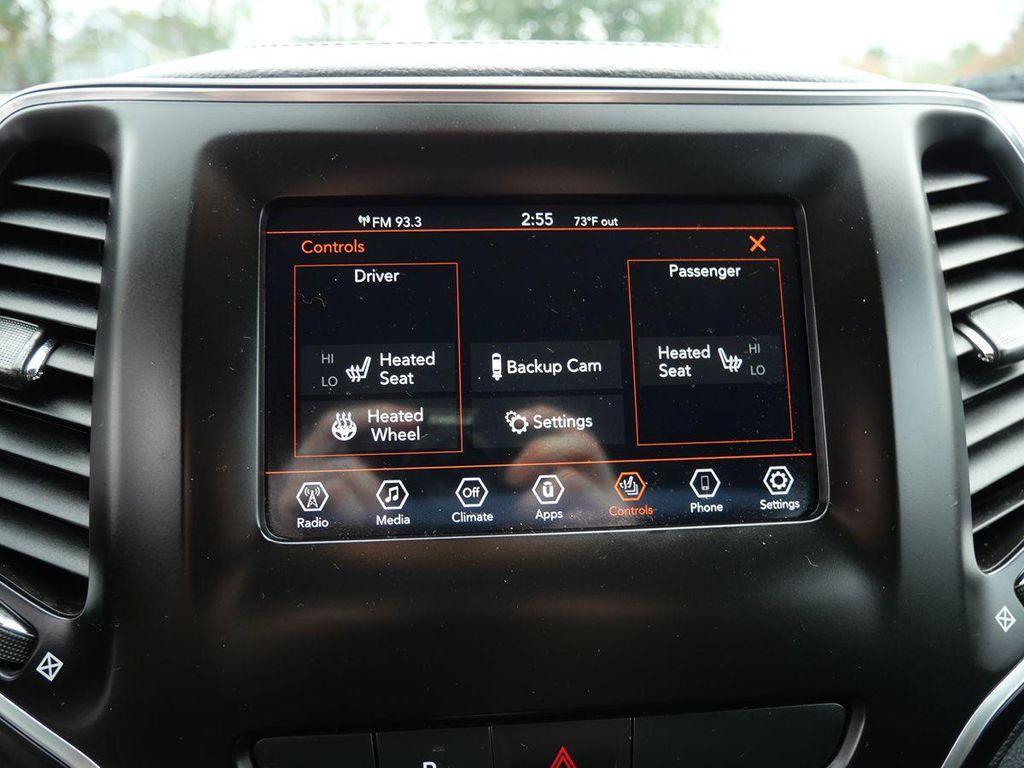 FM 93.3 2:55 73°F out
Controls X
Driver
Passenger
HI
LO
Heated
Seat
Backup Cam
Heated
Seat
HI
LO
Heated
Wheel
Settings
Radio
Media
Off
Climate
ū
Apps
Controls
Phone
Settings